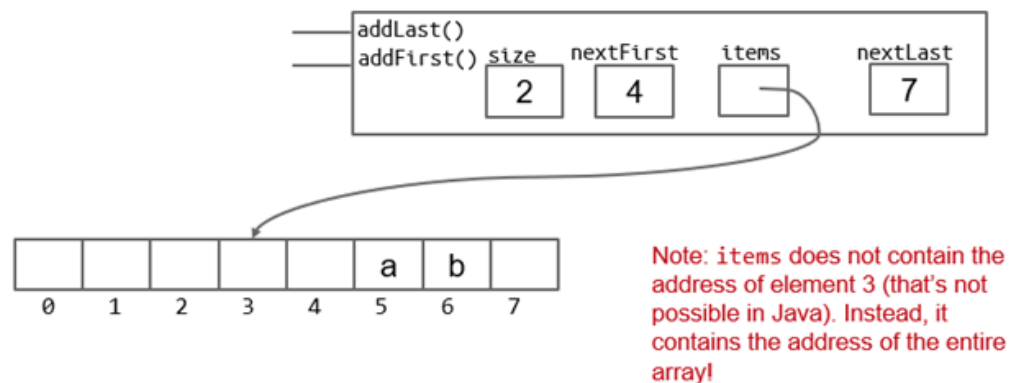 addLast()
addFirst() size nextFirst items nextLast
2 4 7
a b
0 1 2 3 4 5 6 7
Note: items does not contain the
address of element 3 (that's not
possible in Java). Instead, it
contains the address of the entire
array!